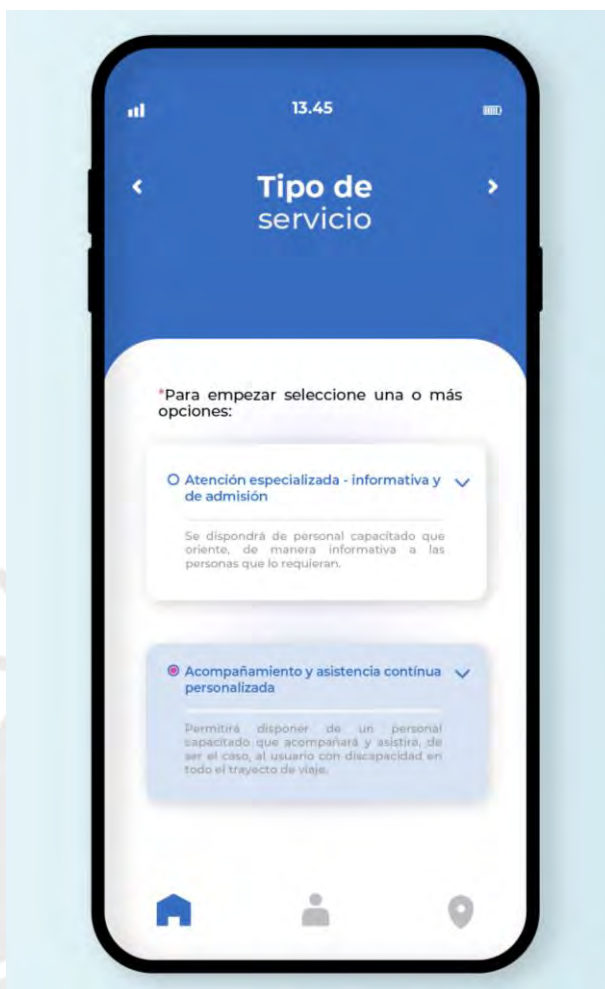 13.45
Tipo de
servicio
*Para empezar seleccione una o más
opciones:
Atención especializada - informativa y
de admisión
Se dispondrá de personal capacitado que
oriente, de manera informativa a las
personas que lo requieran.
Acompañamiento y asistencia contínua
personalizada
Permitirá disponer de un personal
capacitado que acompañará y asistirá, de
ser el caso, al usuario con discapacidad en
todo el trayecto de viaje.